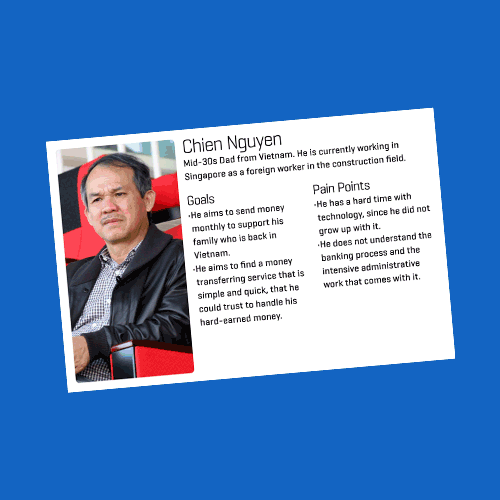 Chien Nguyen
Mid-30s Dad from Vietnam. He is currently working in
Singapore as a foreign worker in the construction field.
Goals
·He aims to send money
monthly to support his
family who is back in
Vietnam.
·He aims to find a money
transferring service that is
simple and quick, that he
could trust to handle his
hard-earned money.
Pain Points
·He has a hard time with
technology, since he did not
grow up with it.
·He does not understand the
banking process and the
intensive administrative
work that comes with it.